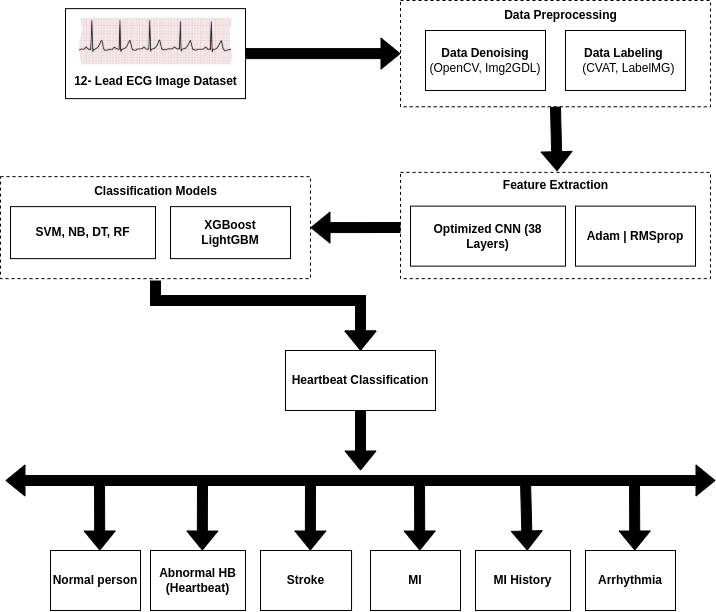 12- Lead ECG Image Dataset
Data Preprocessing
Data Denoising
(OpenCV, Img2GDL)
Data Labeling
(CVAT, LabelMG)
Feature Extraction
Optimized CNN (38
Layers)
Adam | RMSprop
Classification Models
SVM, NB, DT, RF
XGBoost
LightGBM
Heartbeat Classification
Normal person
Abnormal HB
(Heartbeat)
Stroke
MI
MI History
Arrhythmia